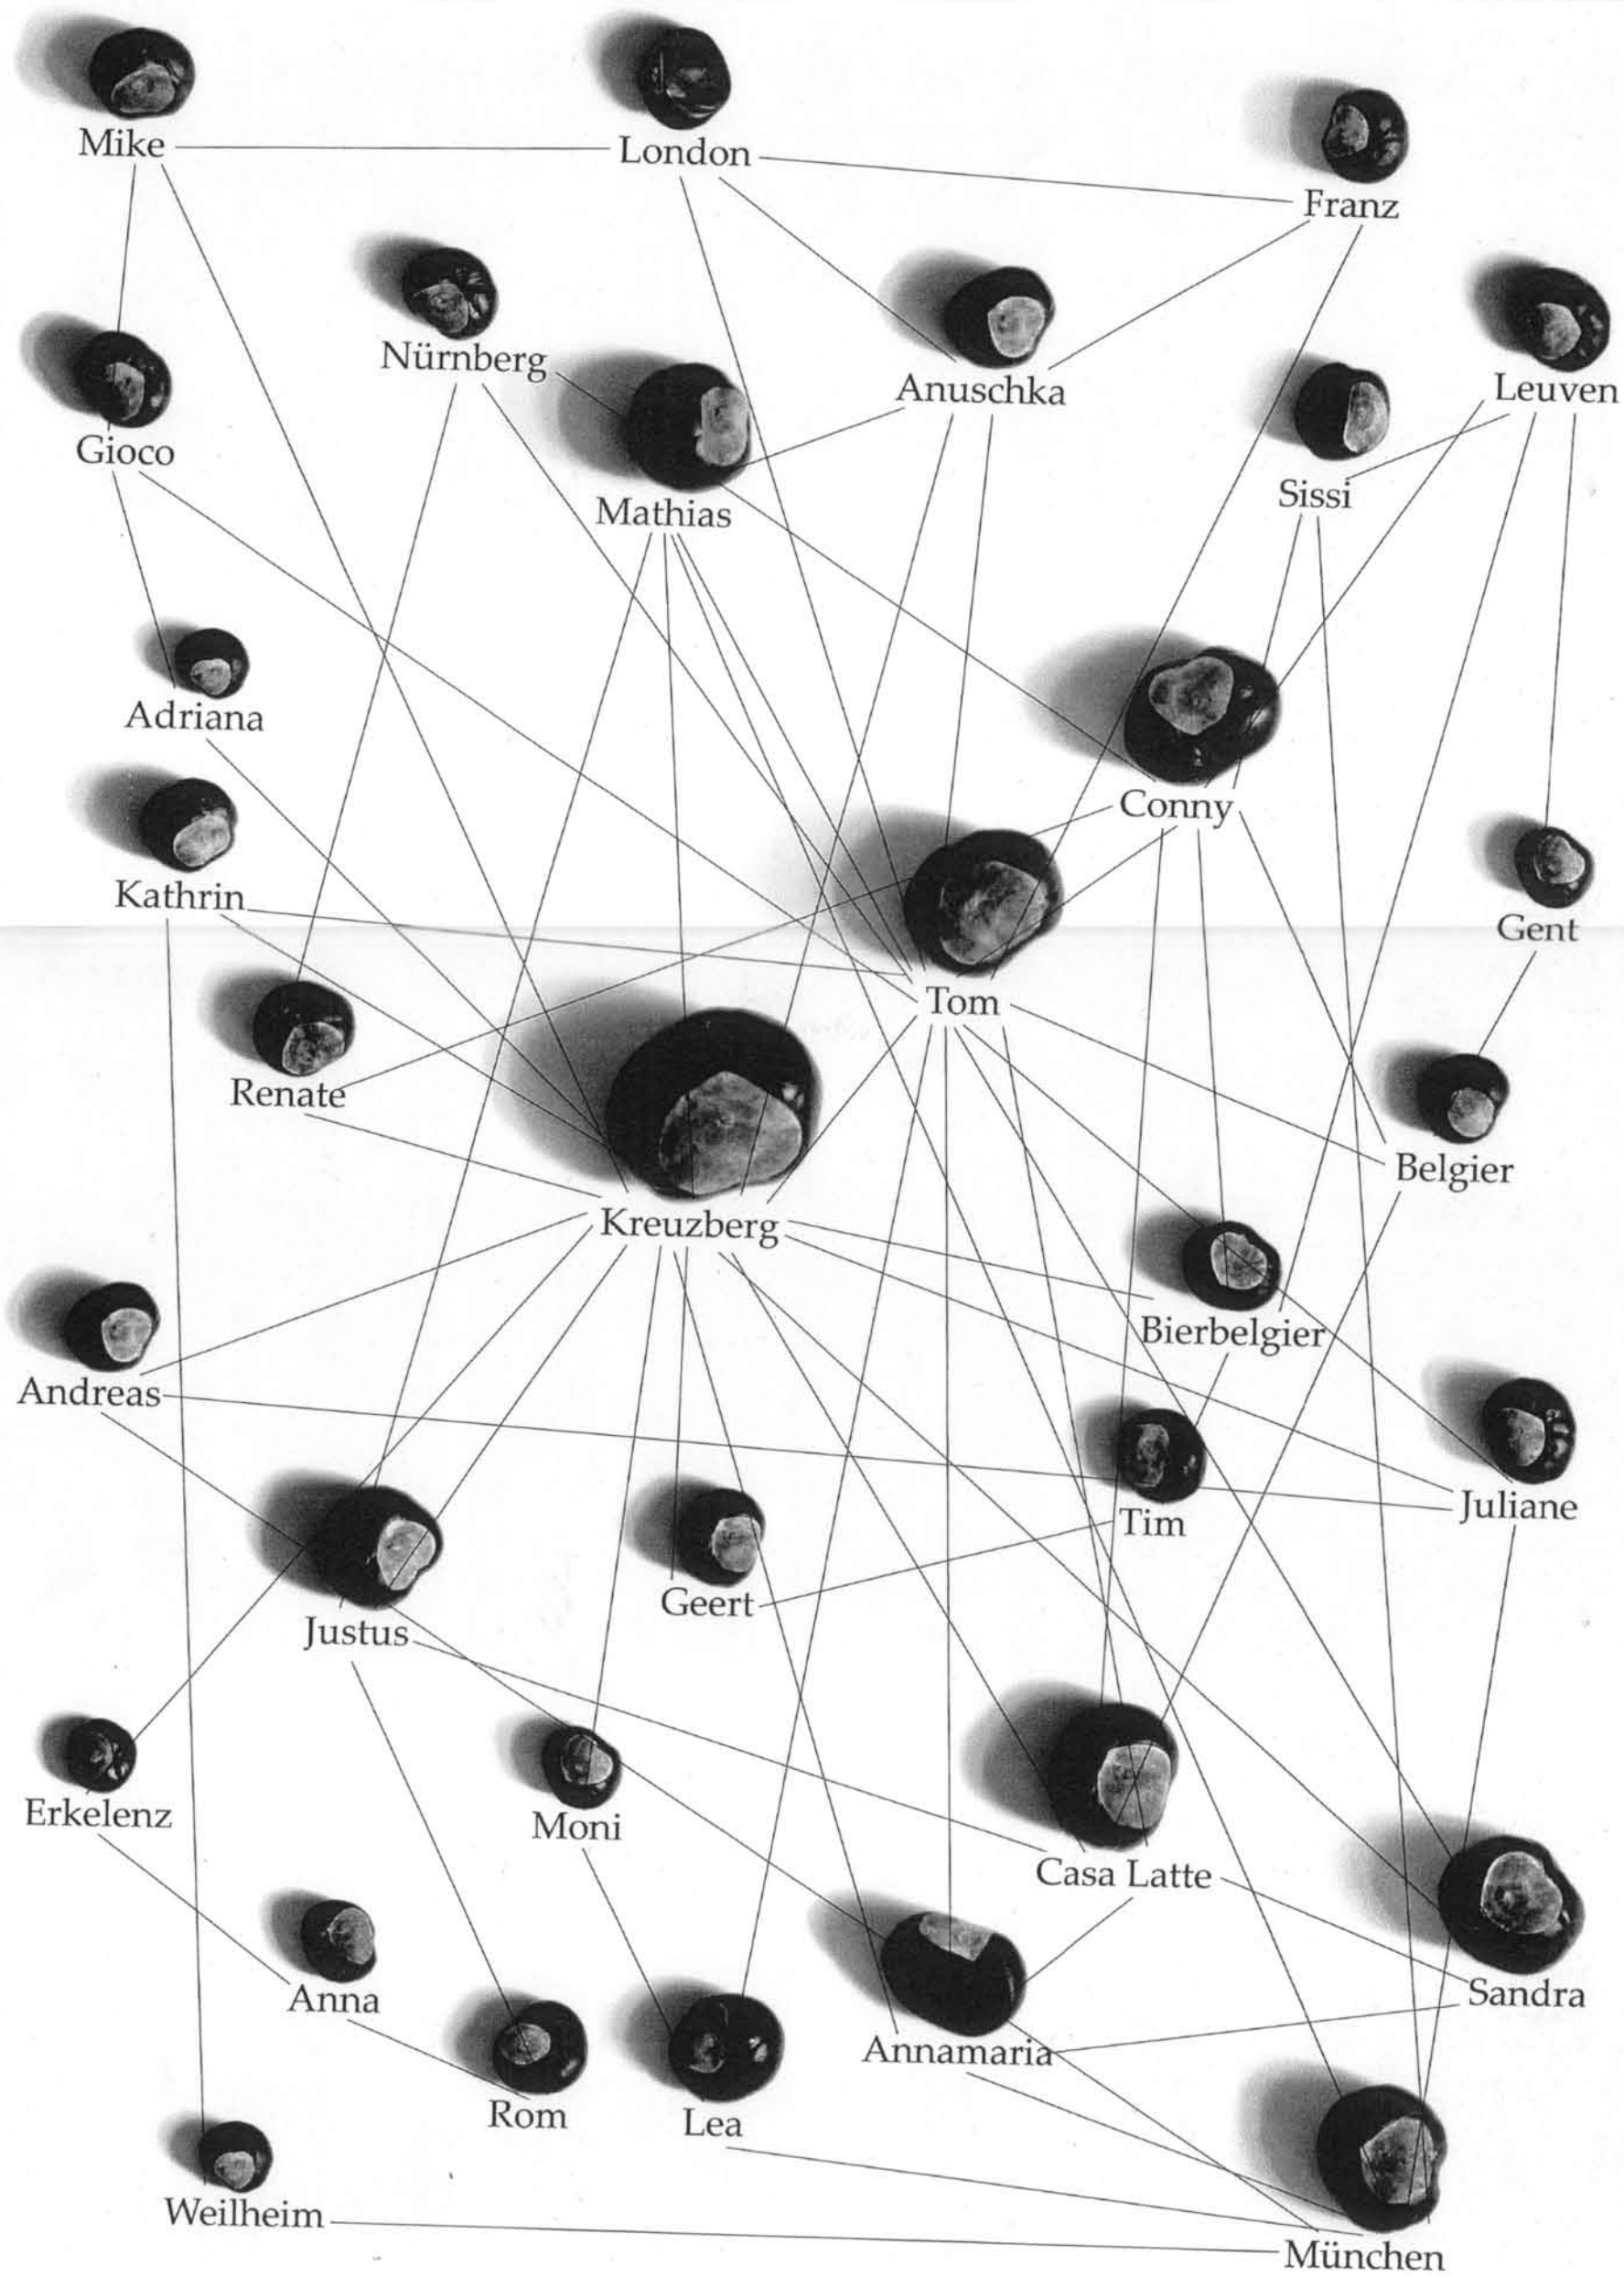 Mike
London
Franz
Nürnberg
Anuschka
Leuven
Gioco
Sissi
Mathias
Adriana
Conny
Kathrin
Gent
Tom
Renate
Belgier
Kreuzberg
Bierbelgier
Andreas
Juliane
Tim
Geert
Justus
Erkelenz
Moni
Casa Latte
Sandra
Anna
Annamaria
Rom
Lea
Weilheim
München